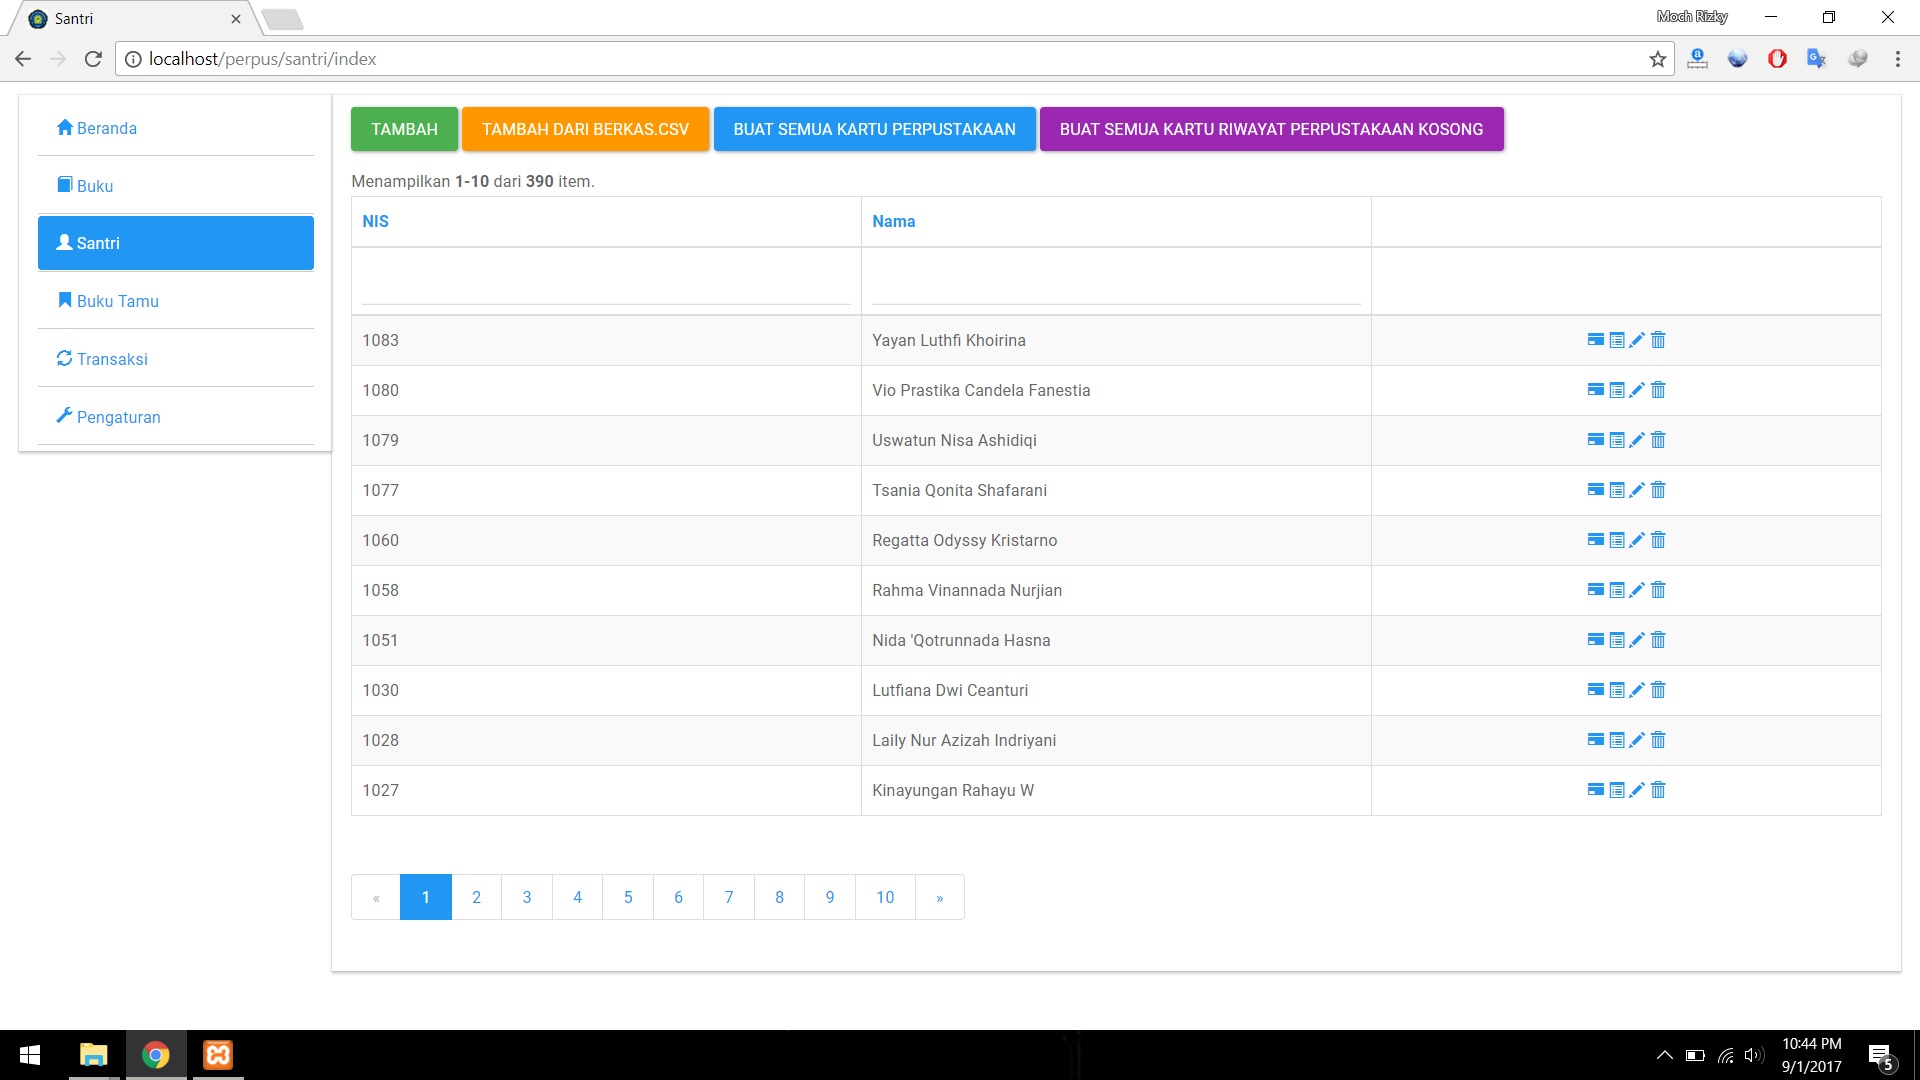 Santri
Moch Rizky
localhost/perpus/santri/index
Beranda
Buku
Santri
Buku Tamu
Transaksi
Pengaturan
TAMBAH
TAMBAH DARI BERKAS.CSV
BUAT SEMUA KARTU PERPUSTAKAAN
BUAT SEMUA KARTU RIWAYAT PERPUSTAKAAN KOSONG
Menampilkan 1-10 dari 390 item.
NIS Nama
1083 Yayan Luthfi Khoirina
1080 Vio Prastika Candela Fanestia
1079 Uswatun Nisa Ashidiqi
1077 Tsania Qonita Shafarani
1060 Regatta Odyssy Kristarno
1058 Rahma Vinannada Nurjian
1051 Nida 'Qotrunnada Hasna
1030 Lutfiana Dwi Ceanturi
1028 Laily Nur Azizah Indriyani
1027 Kinayungan Rahayu W
« 1 2 3 4 5 6 7 8 9 10 »
10:44 PM
9/1/2017
5